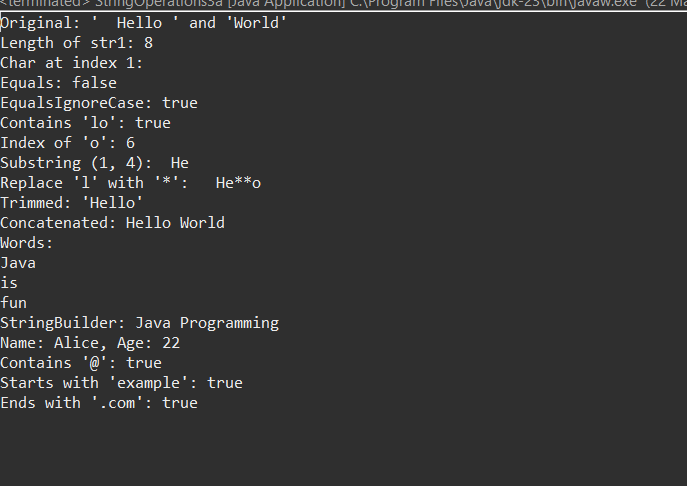 <terminated> StringOperations3a [Java Application] C:\Program Files\Java\jdk-23\bin\javaw.exe (22 Ma
Original: '  Hello ' and 'World'
Length of str1: 8
Char at index 1:
Equals: false
EqualsIgnoreCase: true
Contains 'lo': true
Index of 'o': 6
Substring (1, 4):  He
Replace 'l' with '*':   He**o
Trimmed: 'Hello'
Concatenated: Hello World
Words:
Java
is
fun
StringBuilder: Java Programming
Name: Alice, Age: 22
Contains '@': true
Starts with 'example': true
Ends with '.com': true